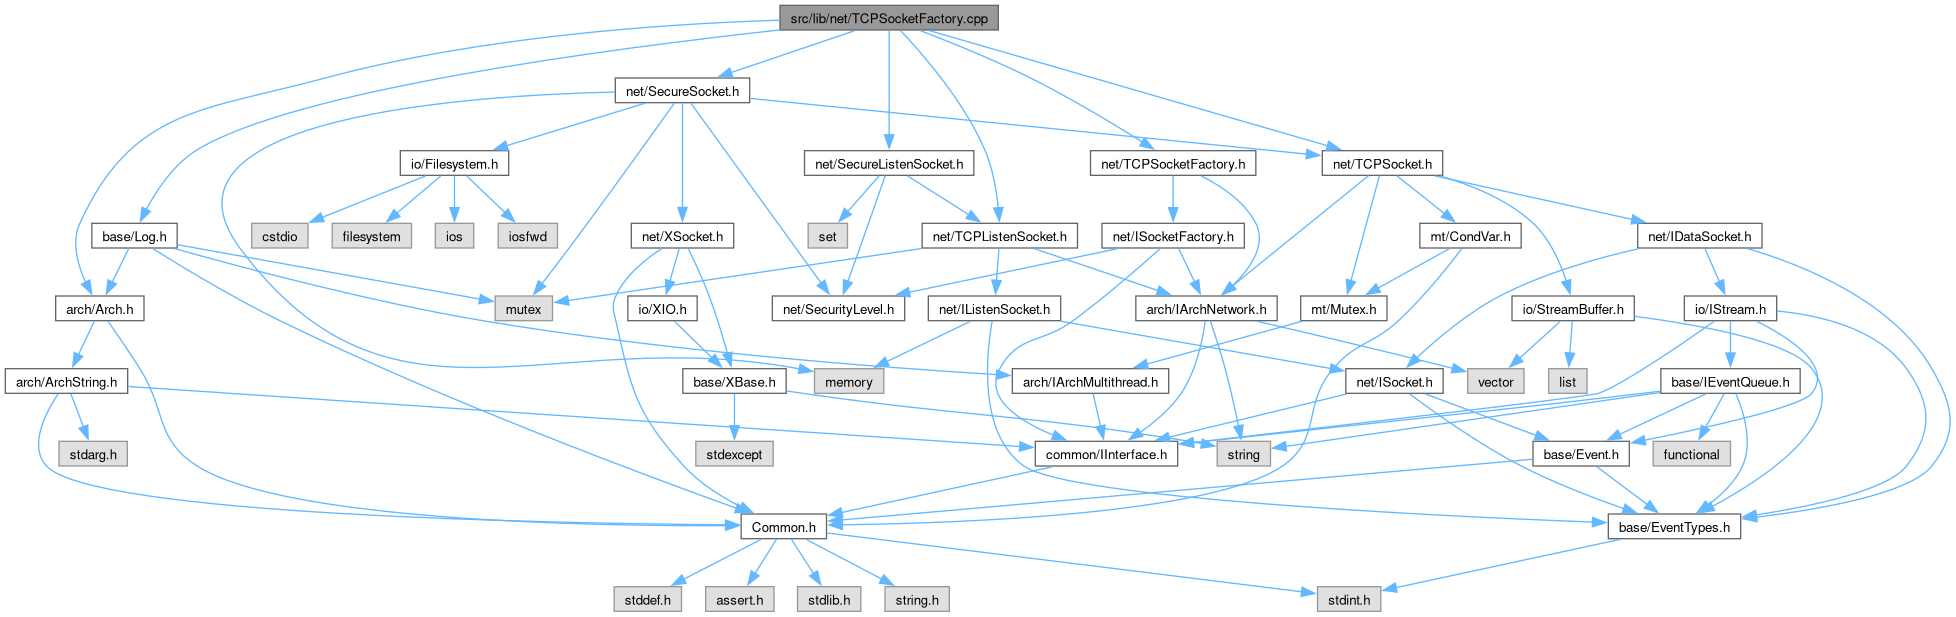 src/lib/net/TCPSocketFactory.cpp
net/SecureSocket.h
io/Filesystem.h
net/SecureListenSocket.h
net/TCPSocketFactory.h
net/TCPSocket.h
cstdio
filesystem
ios
iosfwd
set
base/Log.h
net/XSocket.h
net/TCPListenSocket.h
net/ISocketFactory.h
mt/CondVar.h
net/IDataSocket.h
arch/Arch.h
mutex
io/XIO.h
net/SecurityLevel.h
net/IListenSocket.h
arch/IArchNetwork.h
mt/Mutex.h
io/StreamBuffer.h
io/IStream.h
arch/ArchString.h
base/XBase.h
memory
arch/IArchMultithread.h
net/ISocket.h
vector
list
base/IEventQueue.h
stdarg.h
stdexcept
common/IInterface.h
string
base/Event.h
functional
Common.h
base/EventTypes.h
stddef.h
assert.h
stdlib.h
string.h
stdint.h